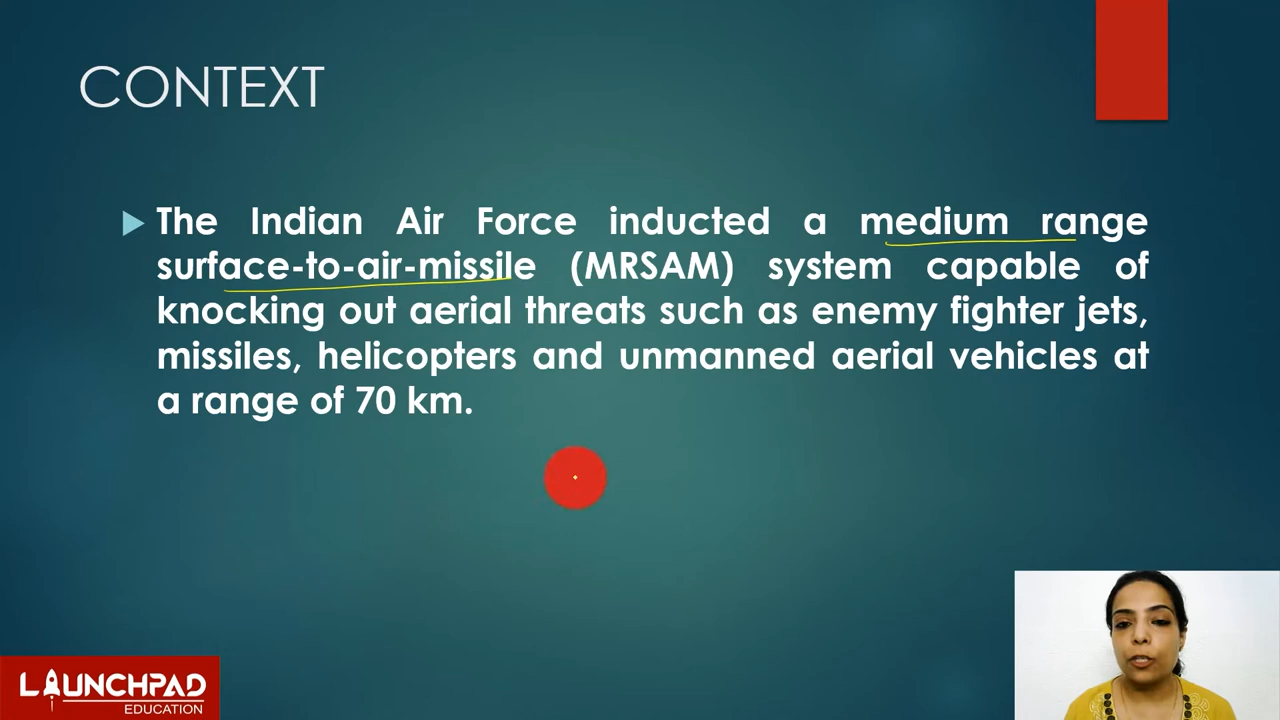 CONTEXT
The Indian Air Force inducted a medium range
surface-to-air-missile (MRSAM) system capable of
knocking out aerial threats such as enemy fighter jets,
missiles, helicopters and unmanned aerial vehicles at
a range of 70 km.
LAUNCHPAD
EDUCATION